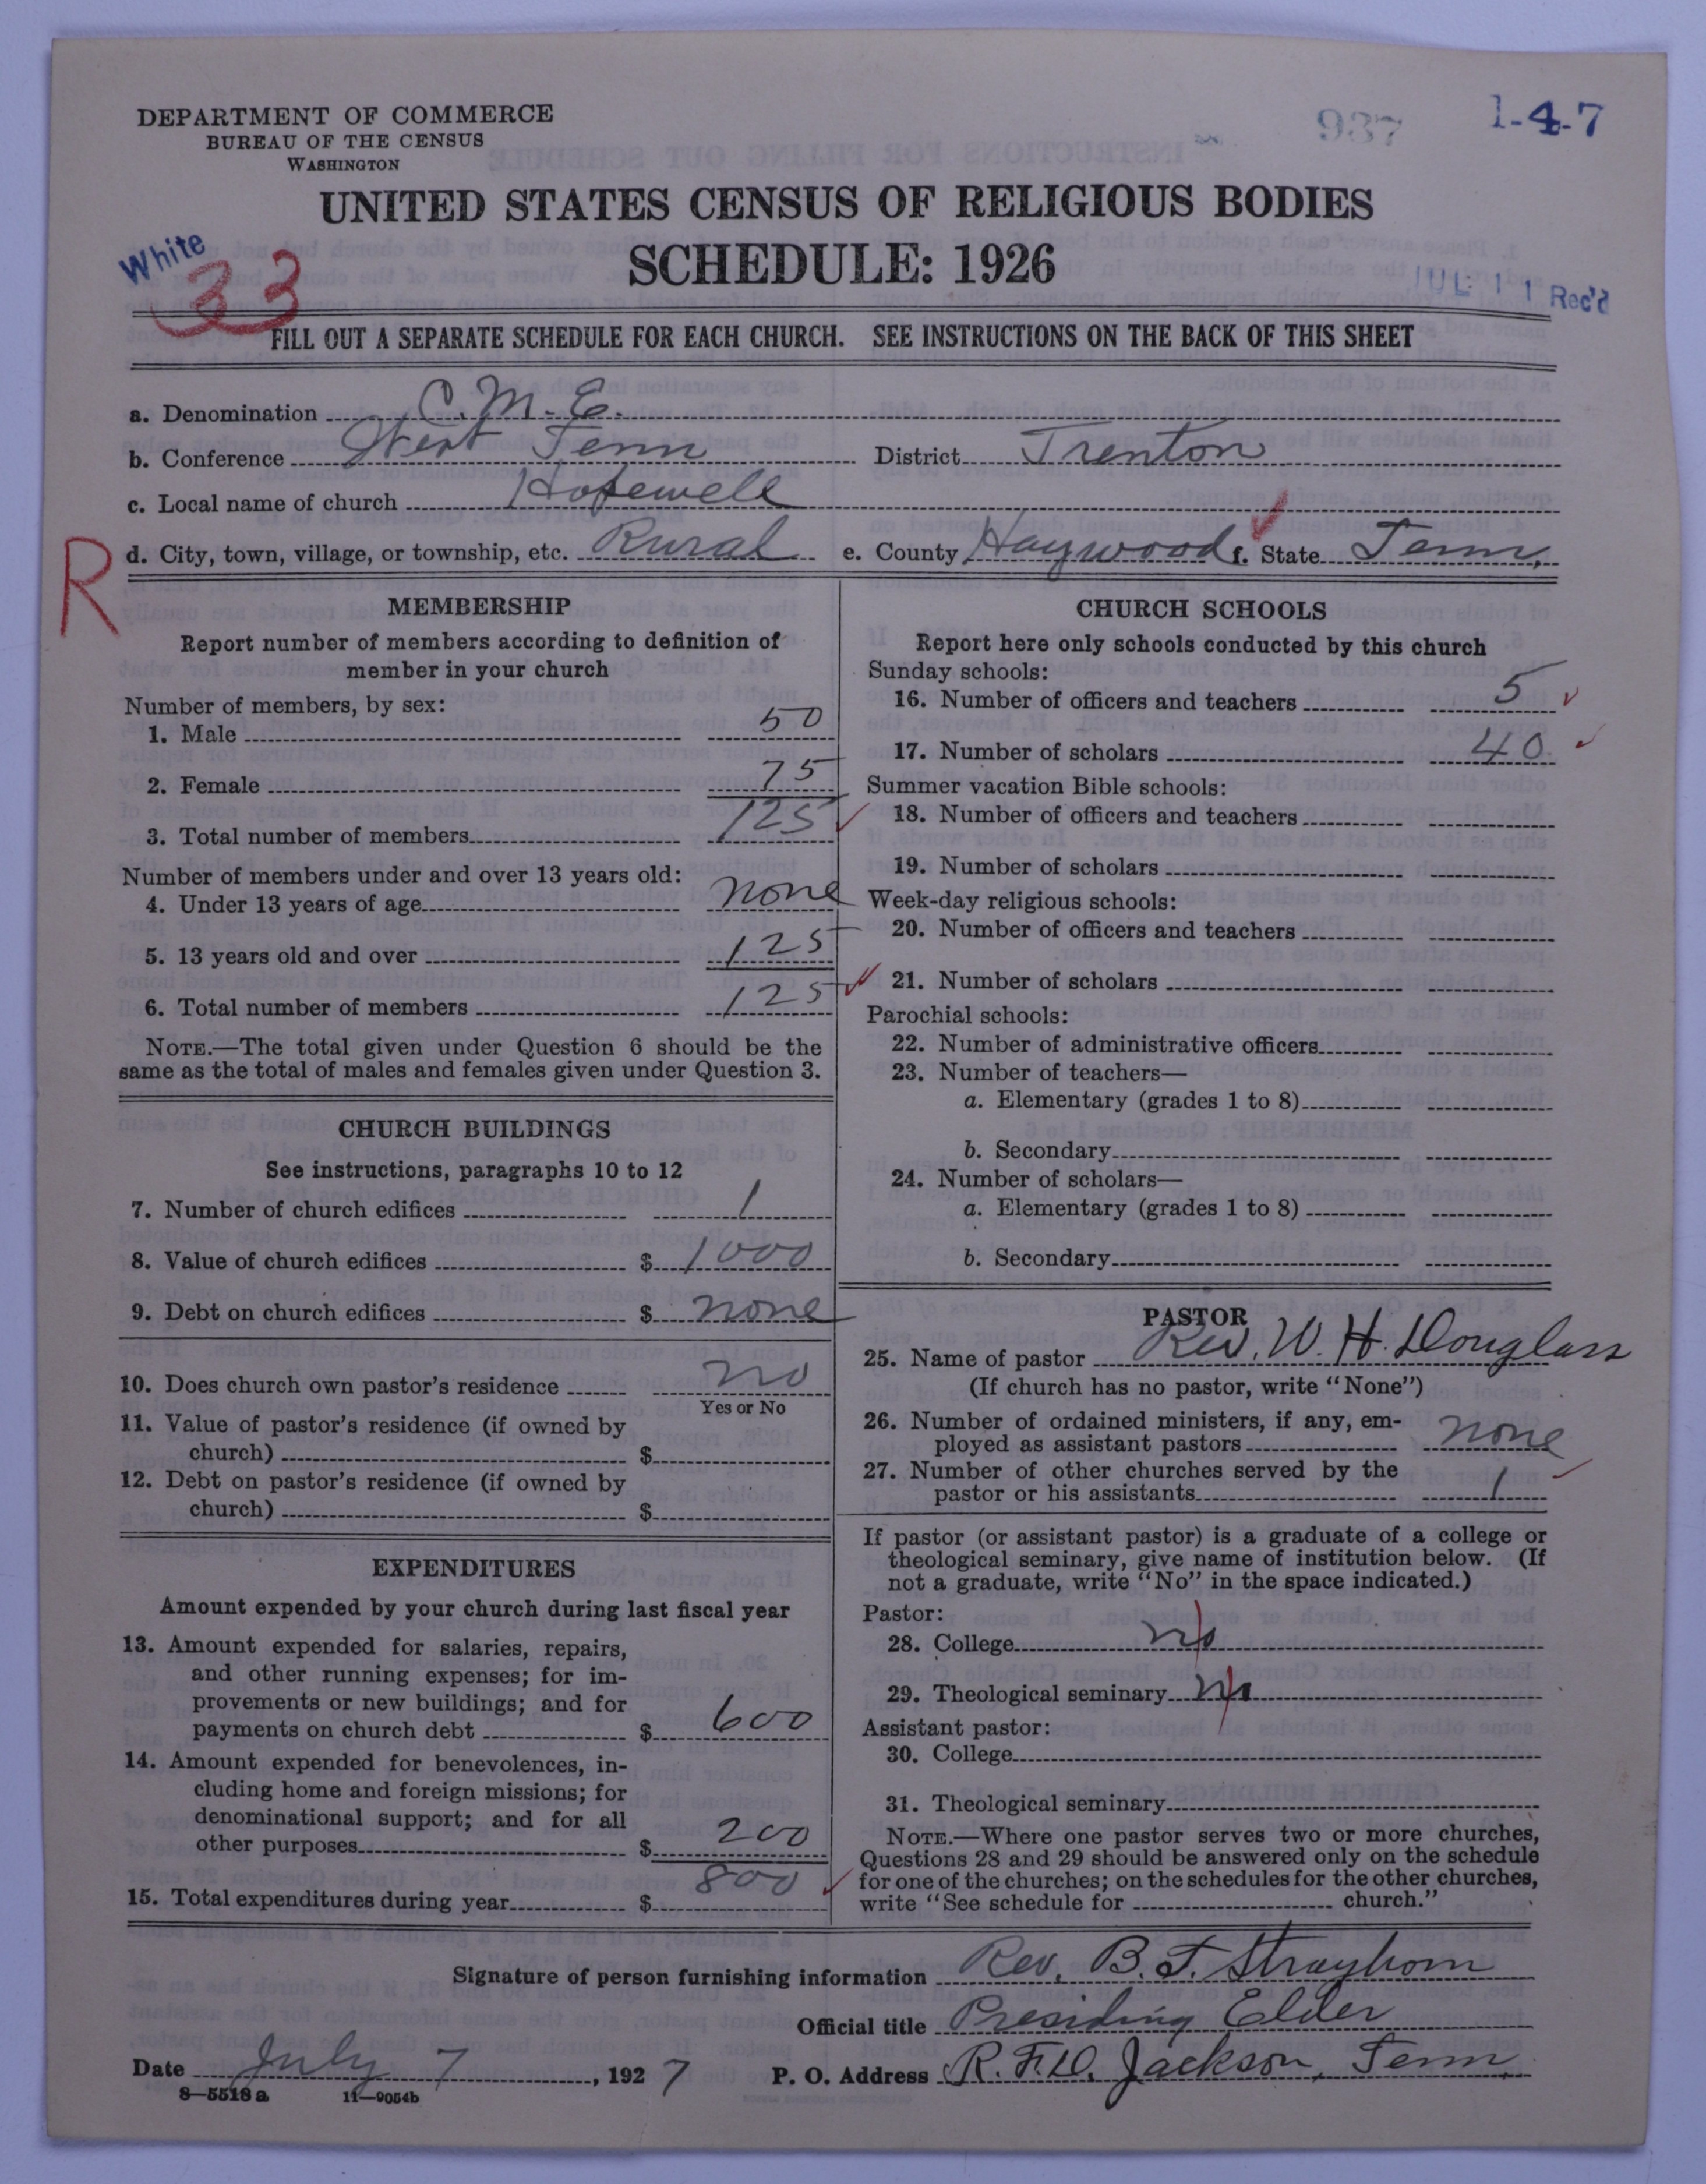 DEPARTMENT OF COMMERCE
BUREAU OF THE CENSUS
WASHINGTON
937
1-4-7
UNITED STATES CENSUS OF RELIGIOUS BODIES
SCHEDULE: 1926
White
33
JUL 11 Rec'd
FILL OUT A SEPARATE SCHEDULE FOR EACH CHURCH. SEE INSTRUCTIONS ON THE BACK OF THIS SHEET
a. Denomination C.M.E.
b. Conference West Tenn District Trenton
c. Local name of church Hopewell
R
d. City, town, village, or township, etc. Rural e. County Haywood f. State Tenn,
MEMBERSHIP
Report number of members according to definition of
member in your church
Number of members, by sex:
1. Male 50
2. Female 75
3. Total number of members 125
Number of members under and over 13 years old:
4. Under 13 years of age none
5. 13 years old and over 125
6. Total number of members 125
NOTE.—The total given under Question 6 should be the
same as the total of males and females given under Question 3.
CHURCH BUILDINGS
See instructions, paragraphs 10 to 12
7. Number of church edifices 1
8. Value of church edifices $ 1000
9. Debt on church edifices $ none
10. Does church own pastor's residence no
Yes or No
11. Value of pastor's residence (if owned by
church) $
12. Debt on pastor's residence (if owned by
church) $
EXPENDITURES
Amount expended by your church during last fiscal year
13. Amount expended for salaries, repairs,
and other running expenses; for im-
provements or new buildings; and for
payments on church debt $ 600
14. Amount expended for benevolences, in-
cluding home and foreign missions; for
denominational support; and for all
other purposes $ 200
15. Total expenditures during year $ 800
CHURCH SCHOOLS
Report here only schools conducted by this church
Sunday schools:
16. Number of officers and teachers 5
17. Number of scholars 40
Summer vacation Bible schools:
18. Number of officers and teachers
19. Number of scholars
Week-day religious schools:
20. Number of officers and teachers
21. Number of scholars
Parochial schools:
22. Number of administrative officers
23. Number of teachers—
a. Elementary (grades 1 to 8)
b. Secondary
24. Number of scholars—
a. Elementary (grades 1 to 8)
b. Secondary
PASTOR
25. Name of pastor Rev. W. H. Douglass
(If church has no pastor, write "None")
26. Number of ordained ministers, if any, em-
ployed as assistant pastors none
27. Number of other churches served by the
pastor or his assistants 1
If pastor (or assistant pastor) is a graduate of a college or
theological seminary, give name of institution below. (If
not a graduate, write "No" in the space indicated.)
Pastor:
28. College no
29. Theological seminary no
Assistant pastor:
30. College
31. Theological seminary
NOTE.—Where one pastor serves two or more churches,
Questions 28 and 29 should be answered only on the schedule
for one of the churches; on the schedules for the other churches,
write "See schedule for church."
Signature of person furnishing information Rev. B. F. Strayhorn
Official title Presiding Elder
Date July 7, 1927 P. O. Address R.F.D. Jackson, Tenn
8—5518a 11—9054b